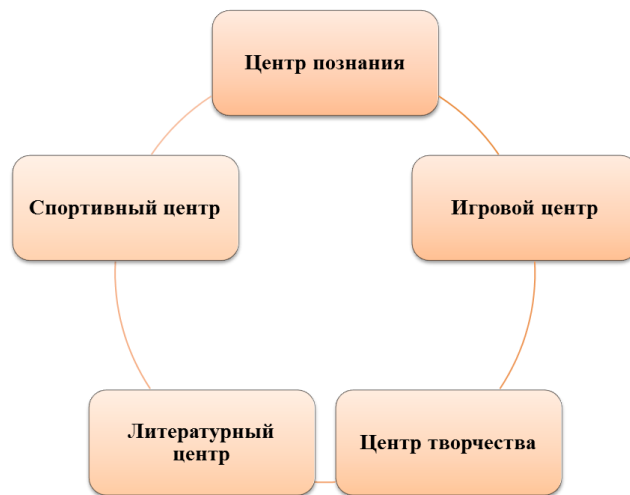 Центр познания
Спортивный центр
Игровой центр
Литературный
центр
Центр творчества